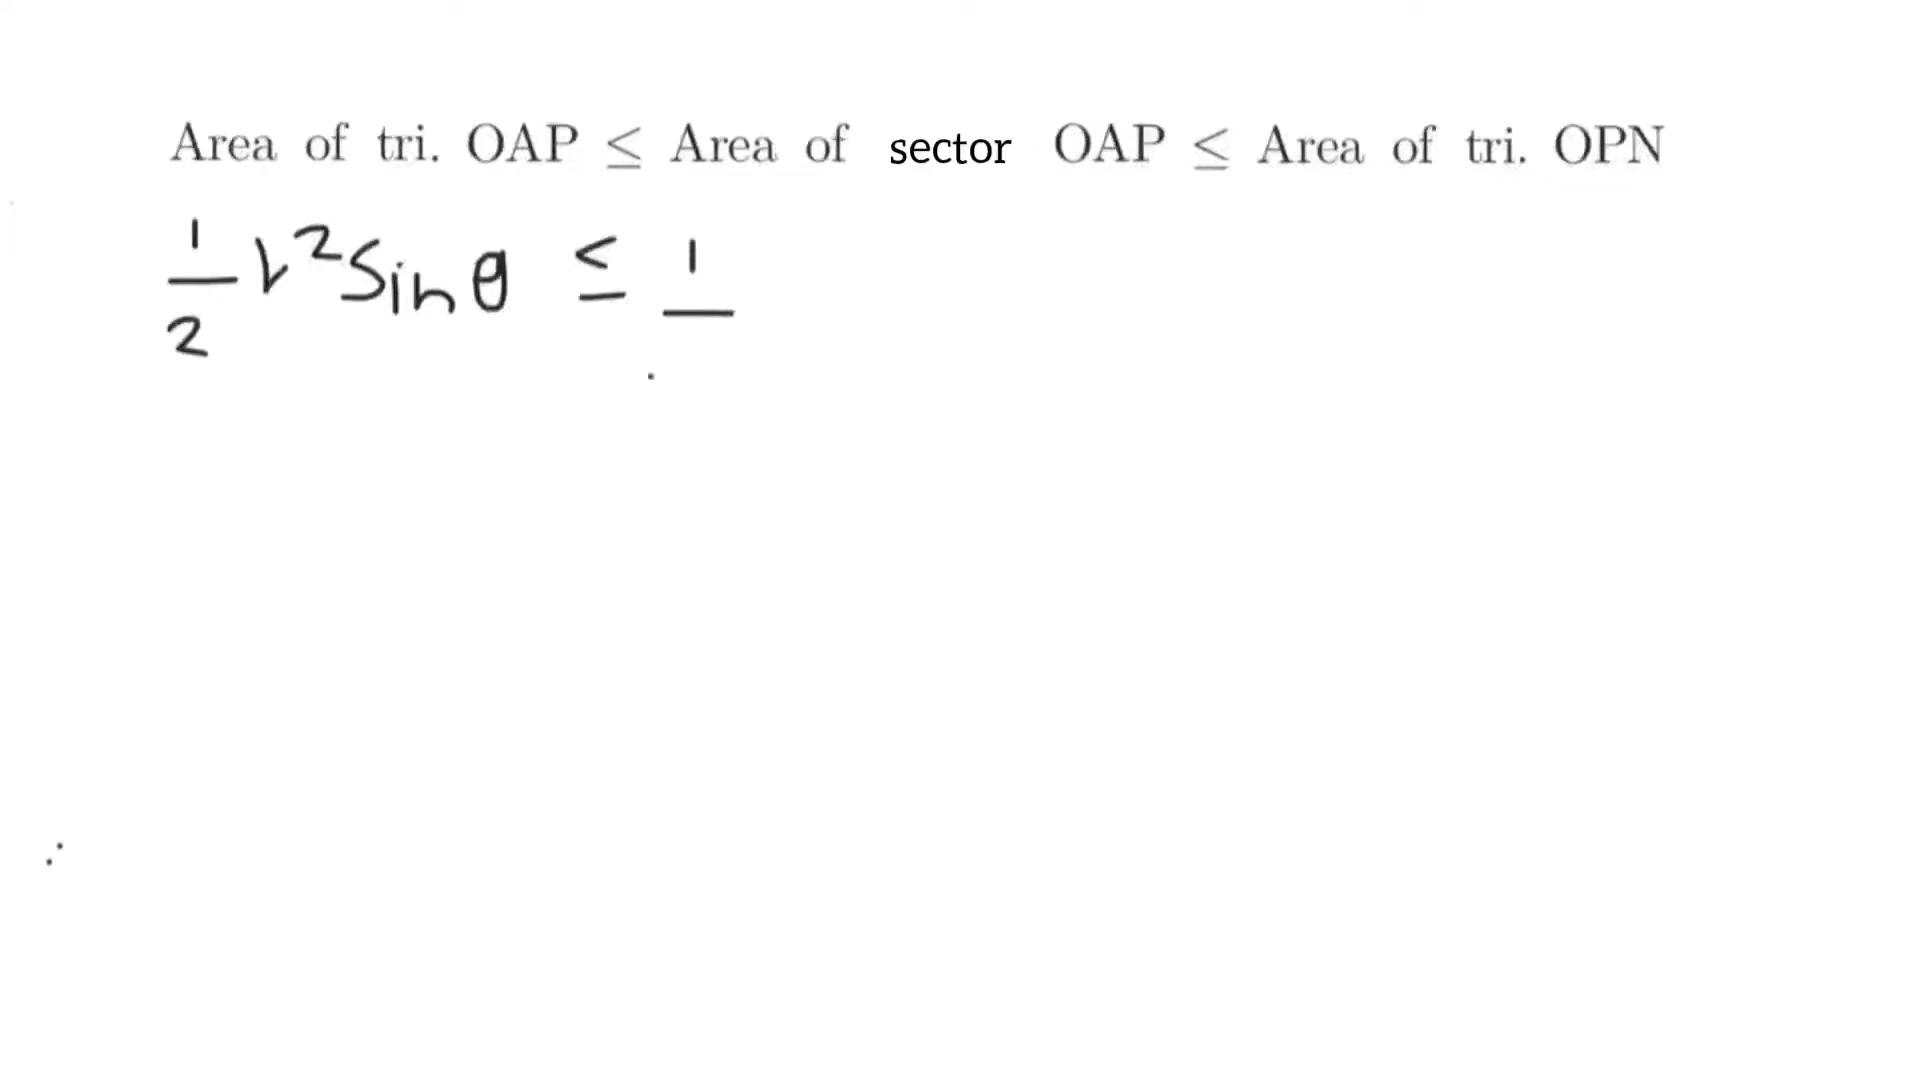 Area of tri. OAP ≤ Area of sector OAP ≤ Area of tri. OPN
1/2 r²Sinθ ≤ 1/